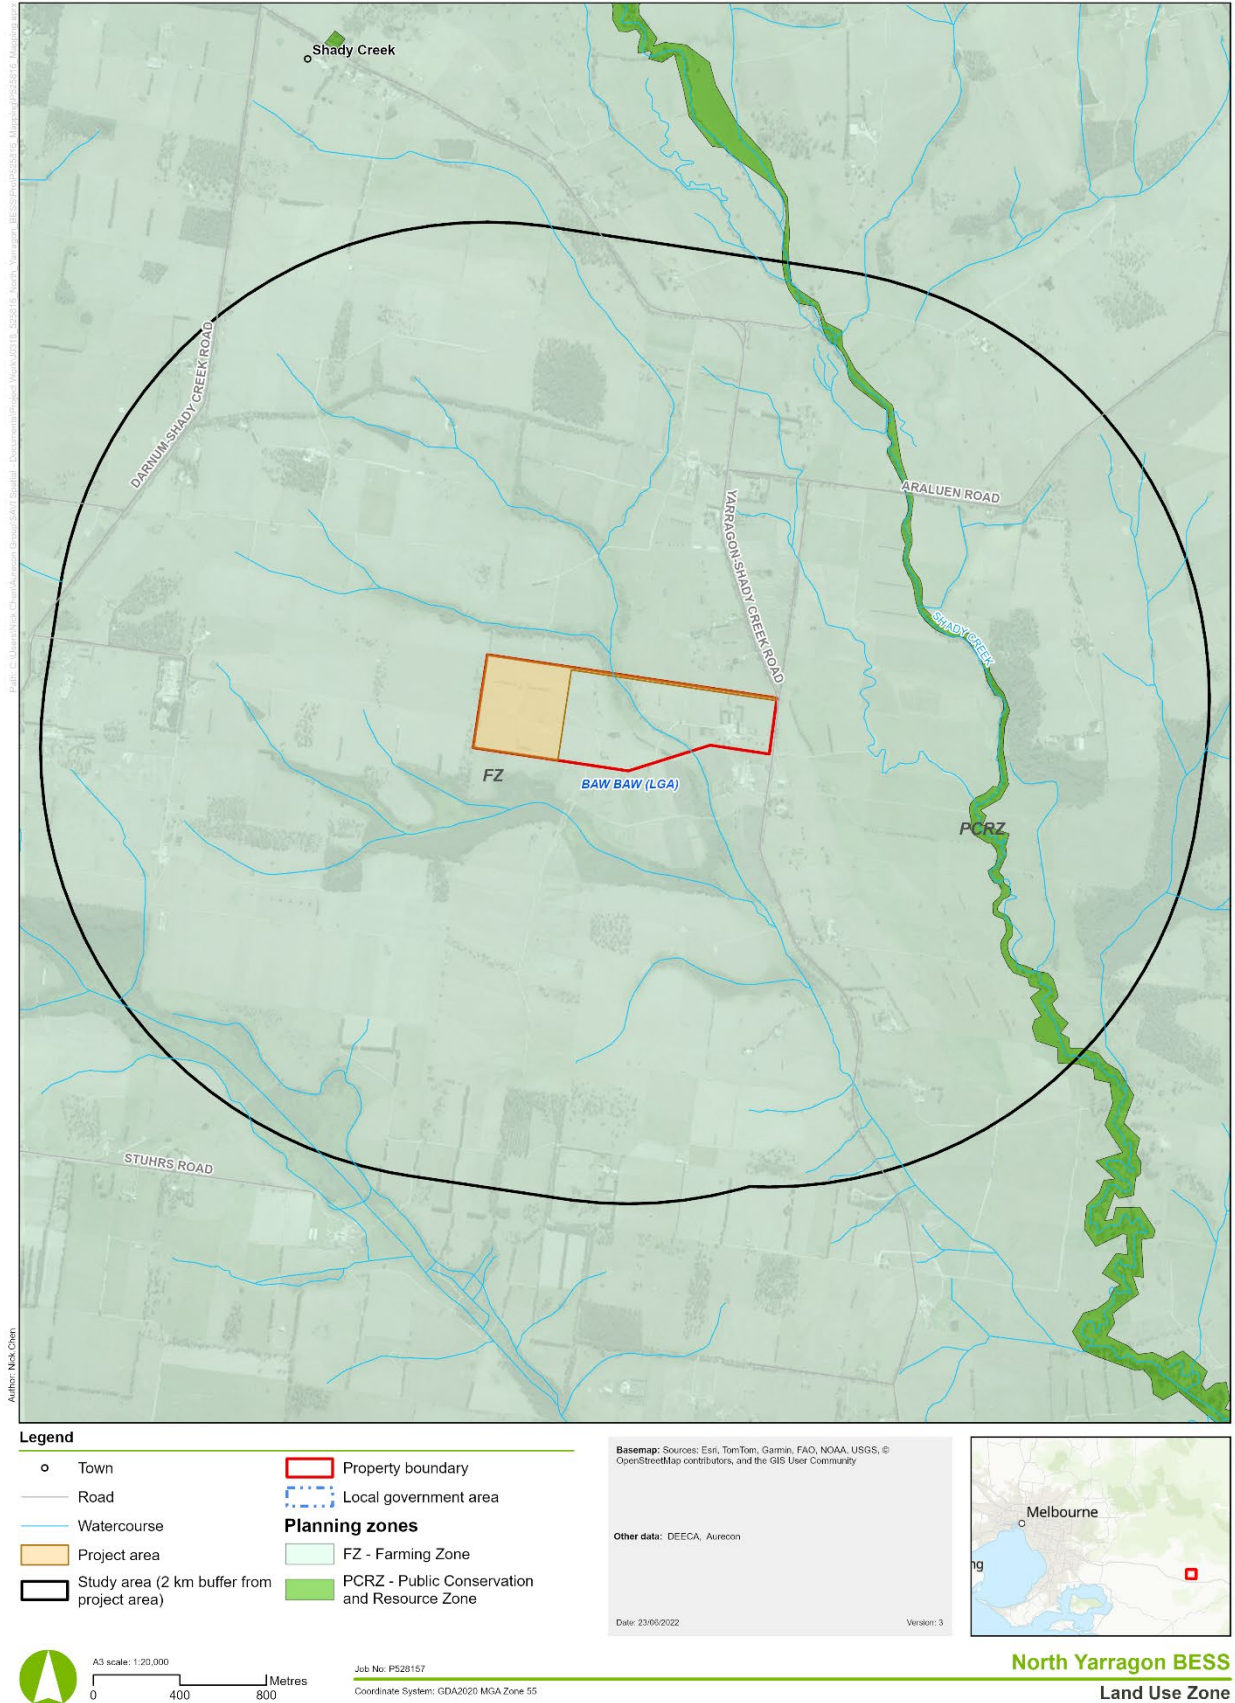 Shady Creek
DARNUM-SHADY CREEK ROAD
ARALUEN ROAD
YARRAGON-SHADY CREEK ROAD
SHADY CREEK
FZ
BAW BAW (LGA)
PCRZ
STUHRS ROAD
Author: Nick Chen
Legend
Town
Road
Watercourse
Project area
Study area (2 km buffer from
project area)
Property boundary
Local government area
Planning zones
FZ - Farming Zone
PCRZ - Public Conservation
and Resource Zone
Basemap: Sources: Esri, TomTom, Garmin, FAO, NOAA, USGS, ©
OpenStreetMap contributors, and the GIS User Community
Other data: DEECA, Aurecon
Date: 23/06/2022
Version: 3
Melbourne
ng
A3 scale: 1:20,000
Metres
0 400 800
Job No: P528157
Coordinate System: GDA2020 MGA Zone 55
North Yarragon BESS
Land Use Zone